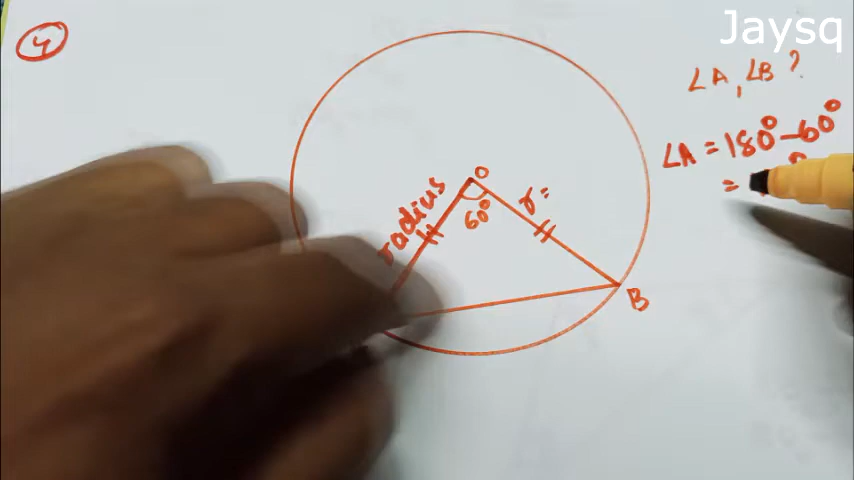 Jaysq
4
∠A, ∠B ?
∠A = 180° - 60°
=
O
60°
radius
r =
B